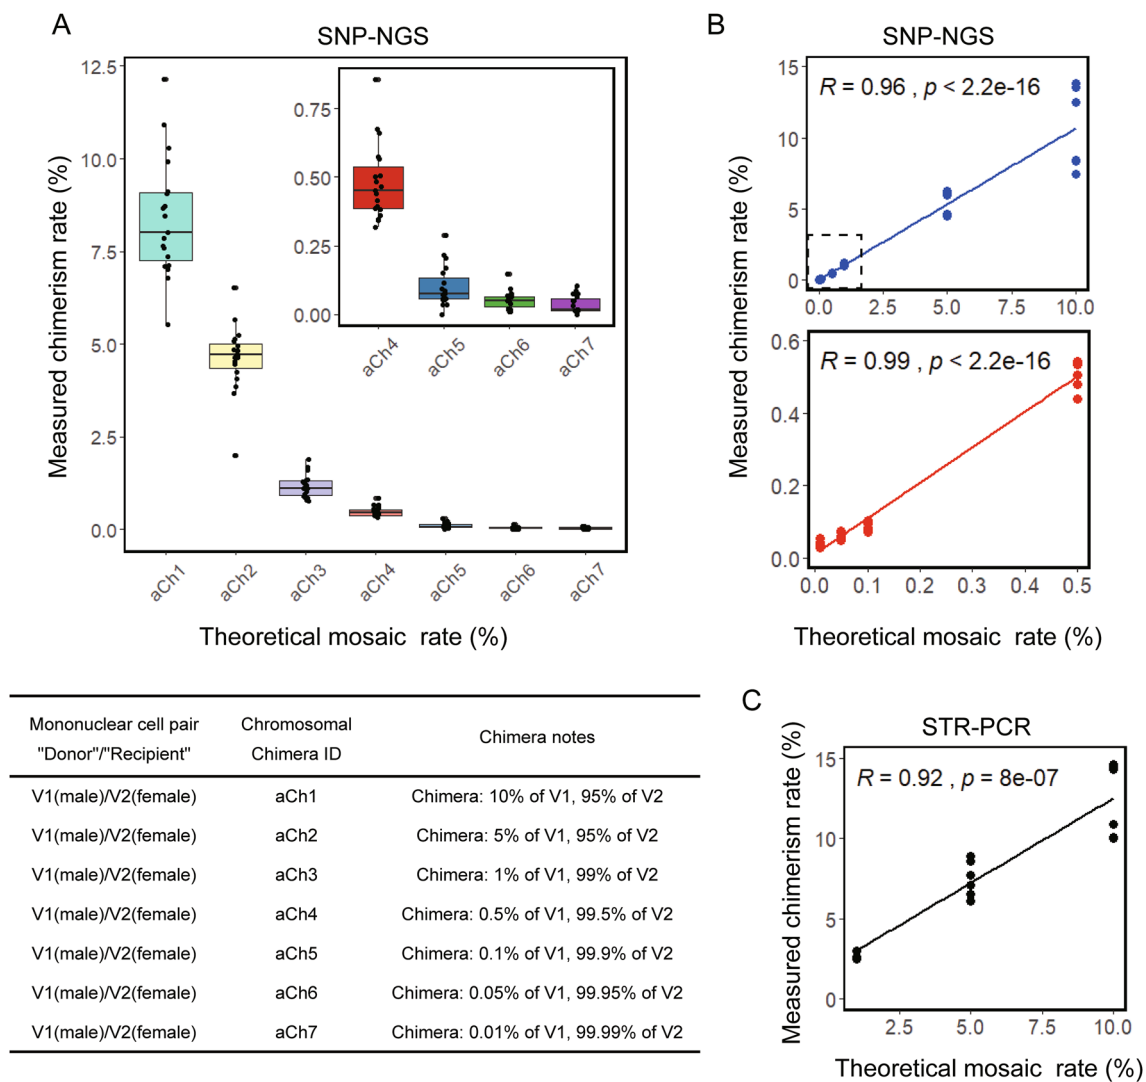 A
SNP-NGS
Measured chimerism rate (%)
12.5
10.0
7.5
5.0
2.5
0.0
0.75
0.50
0.25
0.00
aCh4
aCh5
aCh6
aCh7
aCh1
aCh2
aCh3
aCh4
aCh5
aCh6
aCh7
Theoretical mosaic rate (%)
B
SNP-NGS
Measured chimerism rate (%)
R = 0.96 , p < 2.2e-16
15
10
5
0
0.0
2.5
5.0
7.5
10.0
R = 0.99 , p < 2.2e-16
0.6
0.4
0.2
0.0
0.0
0.1
0.2
0.3
0.4
0.5
Theoretical mosaic rate (%)
Mononuclear cell pair
"Donor"/"Recipient"
Chromosomal
Chimera ID
Chimera notes
V1(male)/V2(female) aCh1 Chimera: 10% of V1, 95% of V2
V1(male)/V2(female) aCh2 Chimera: 5% of V1, 95% of V2
V1(male)/V2(female) aCh3 Chimera: 1% of V1, 99% of V2
V1(male)/V2(female) aCh4 Chimera: 0.5% of V1, 99.5% of V2
V1(male)/V2(female) aCh5 Chimera: 0.1% of V1, 99.9% of V2
V1(male)/V2(female) aCh6 Chimera: 0.05% of V1, 99.95% of V2
V1(male)/V2(female) aCh7 Chimera: 0.01% of V1, 99.99% of V2
C
STR-PCR
Measured chimerism rate (%)
R = 0.92 , p = 8e-07
15
10
5
0
2.5
5.0
7.5
10.0
Theoretical mosaic rate (%)